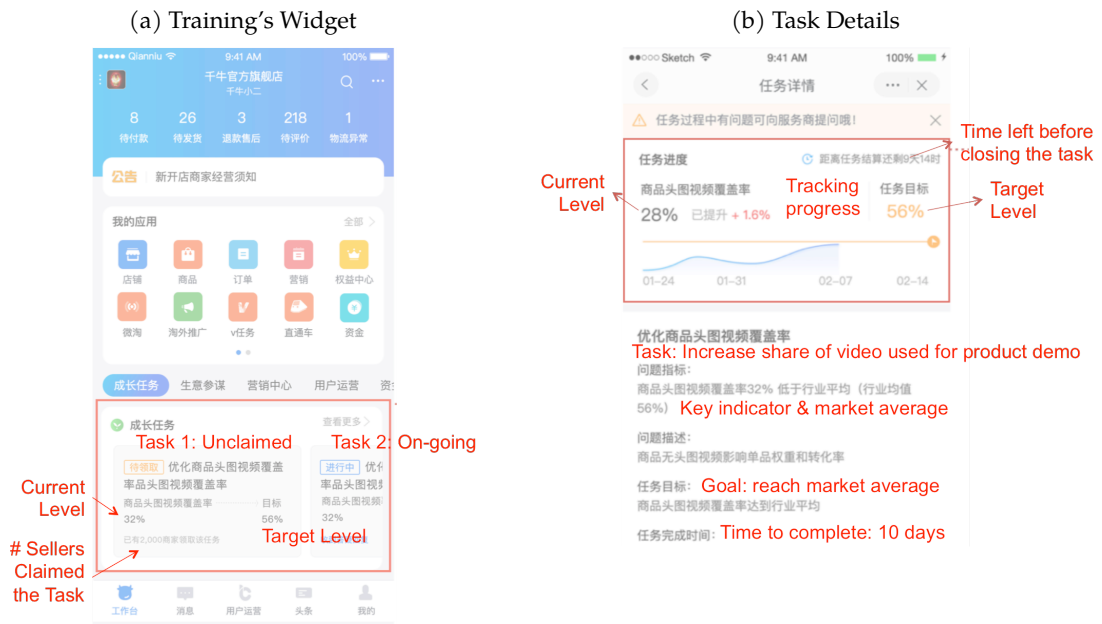 (a) Training's Widget
Qianniu 9:41 AM 100%
千牛官方旗舰店
千牛小二
8 26 3 218 1
待付款 待发货 退款售后 待评价 物流异常
公告 新开店商家经营须知
我的应用 全部
店铺 商品 订单 营销 权益中心
微淘 淘外推广 v任务 直通车 资金
成长任务 生意参谋 营销中心 用户运营
成长任务 查看更多
Task 1: Unclaimed Task 2: On-going
待领取 优化商品头图视频覆盖 进行中
率品头图视频覆盖率 率品头图视频
商品头图视频覆盖率 目标 商品头图视频
32% 56% 32%
已有2,000商家领取该任务
Current
Level
Target Level
# Sellers
Claimed
the Task
工作台 消息 用户运营 头条 我的
(b) Task Details
Sketch 9:41 AM 100%
任务详情
任务过程中有问题可向服务商提问哦！
任务进度 距离任务结算还剩9天14时
Time left before
closing the task
商品头图视频覆盖率 任务目标
28% 已提升 + 1.6% 56%
Tracking
progress
Current
Level
Target
Level
01-24 01-31 02-07 02-14
优化商品头图视频覆盖率
Task: Increase share of video used for product demo
问题指标：
商品头图视频覆盖率32% 低于行业平均（行业均值
56%） Key indicator & market average
问题描述：
商品无头图视频影响单品权重和转化率
任务目标： Goal: reach market average
商品头图视频覆盖率达到行业平均
任务完成时间： Time to complete: 10 days